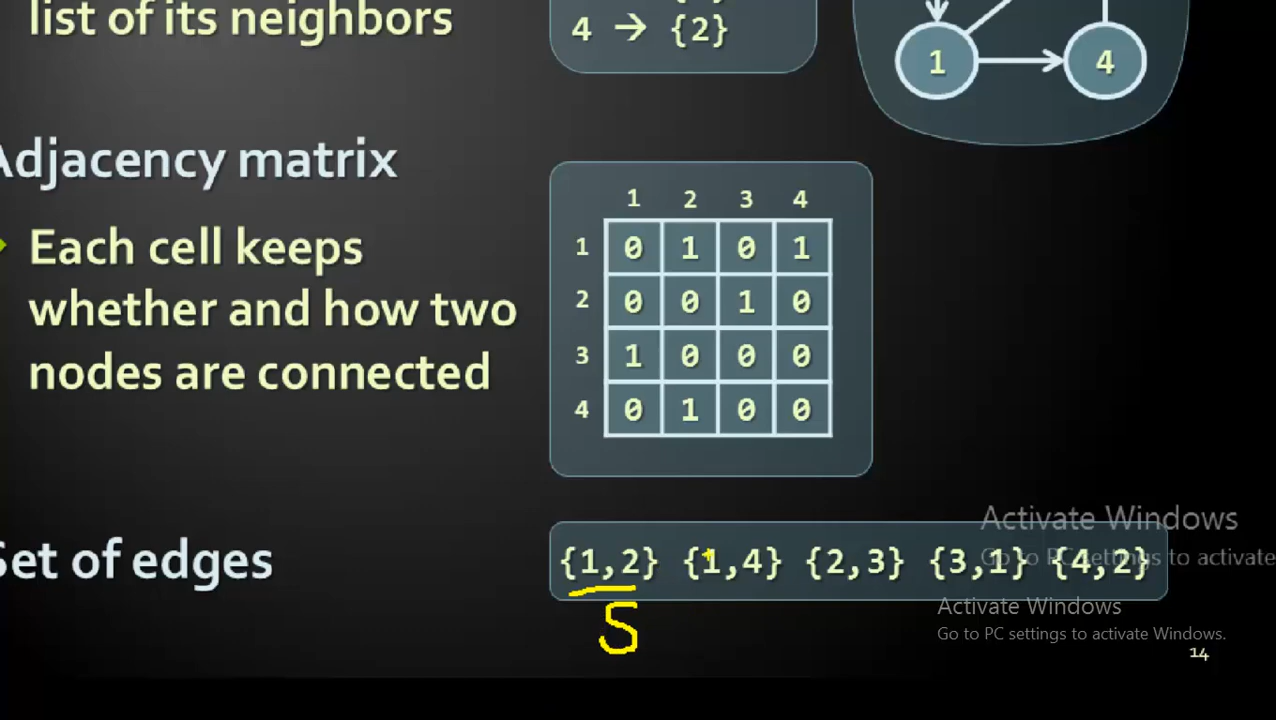 list of its neighbors
4 → {2}
1
4
Adjacency matrix
Each cell keeps
whether and how two
nodes are connected
1 2 3 4
1 0 1 0 1
2 0 0 1 0
3 1 0 0 0
4 0 1 0 0
Set of edges
{1,2} {1,4} {2,3} {3,1} {4,2}
5
Activate Windows
Go to PC settings to activate
Activate Windows
Go to PC settings to activate Windows.
14